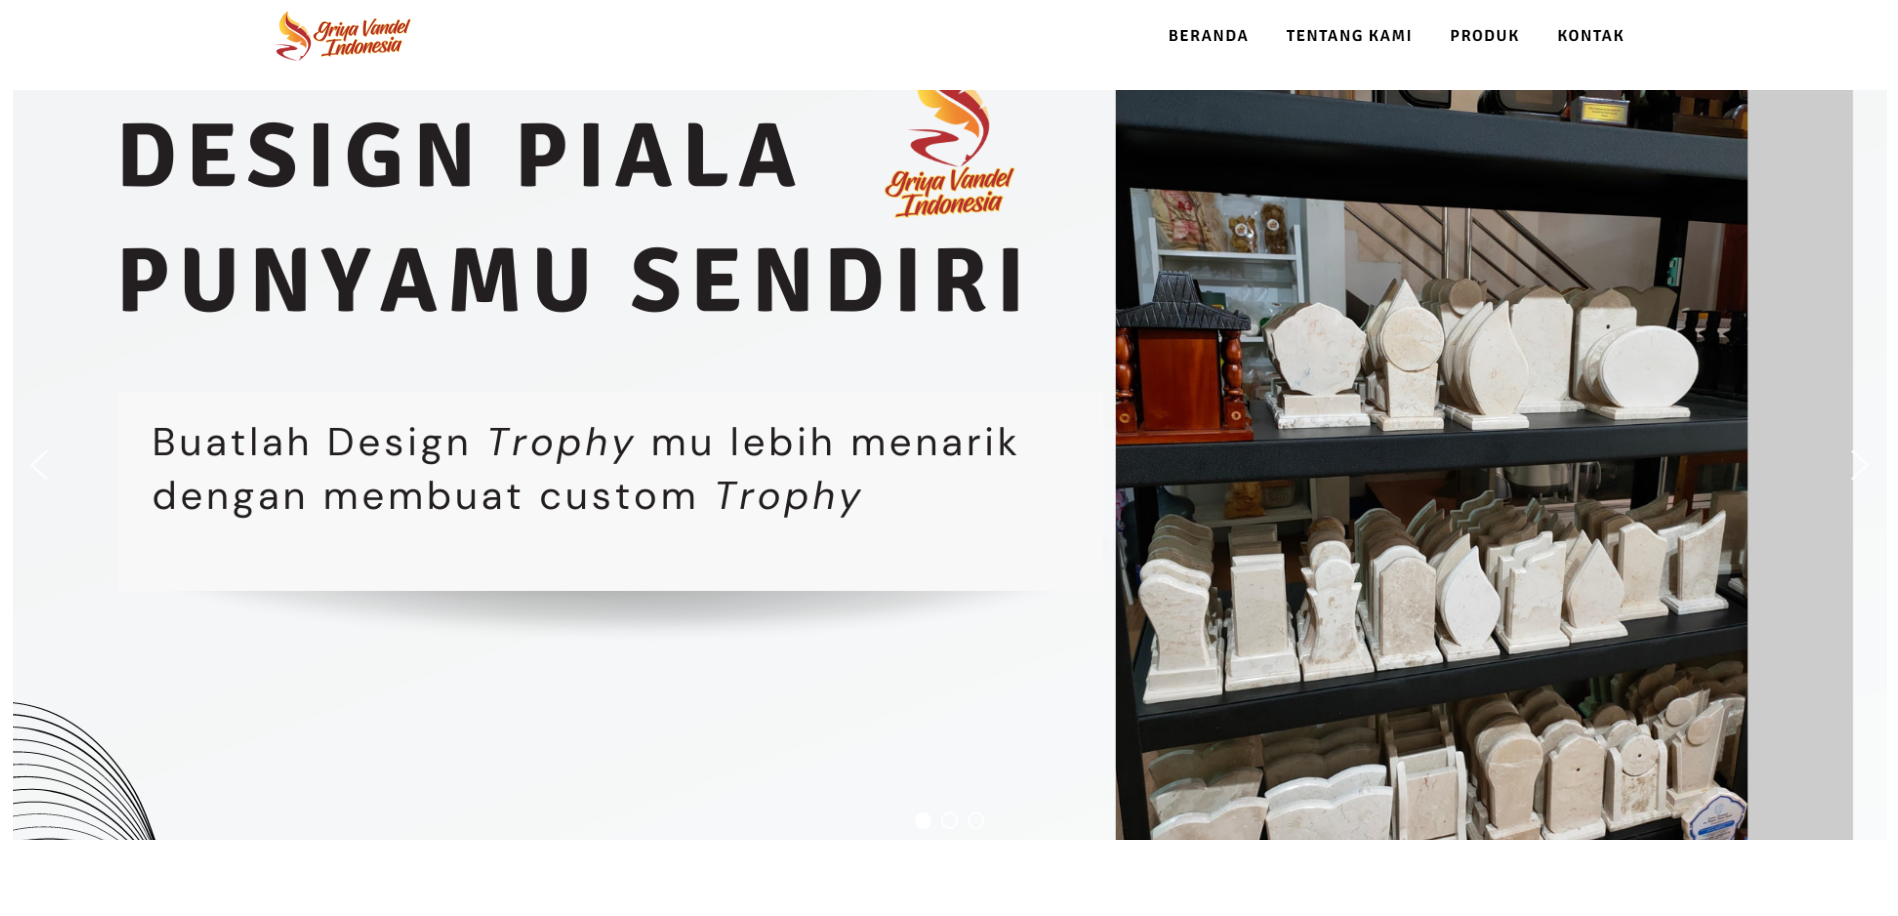 Griya Vandel
Indonesia
BERANDA
TENTANG KAMI
PRODUK
KONTAK
DESIGN PIALA
PUNYAMU SENDIRI
Griya Vandel
Indonesia
Buatlah Design Trophy mu lebih menarik
dengan membuat custom Trophy